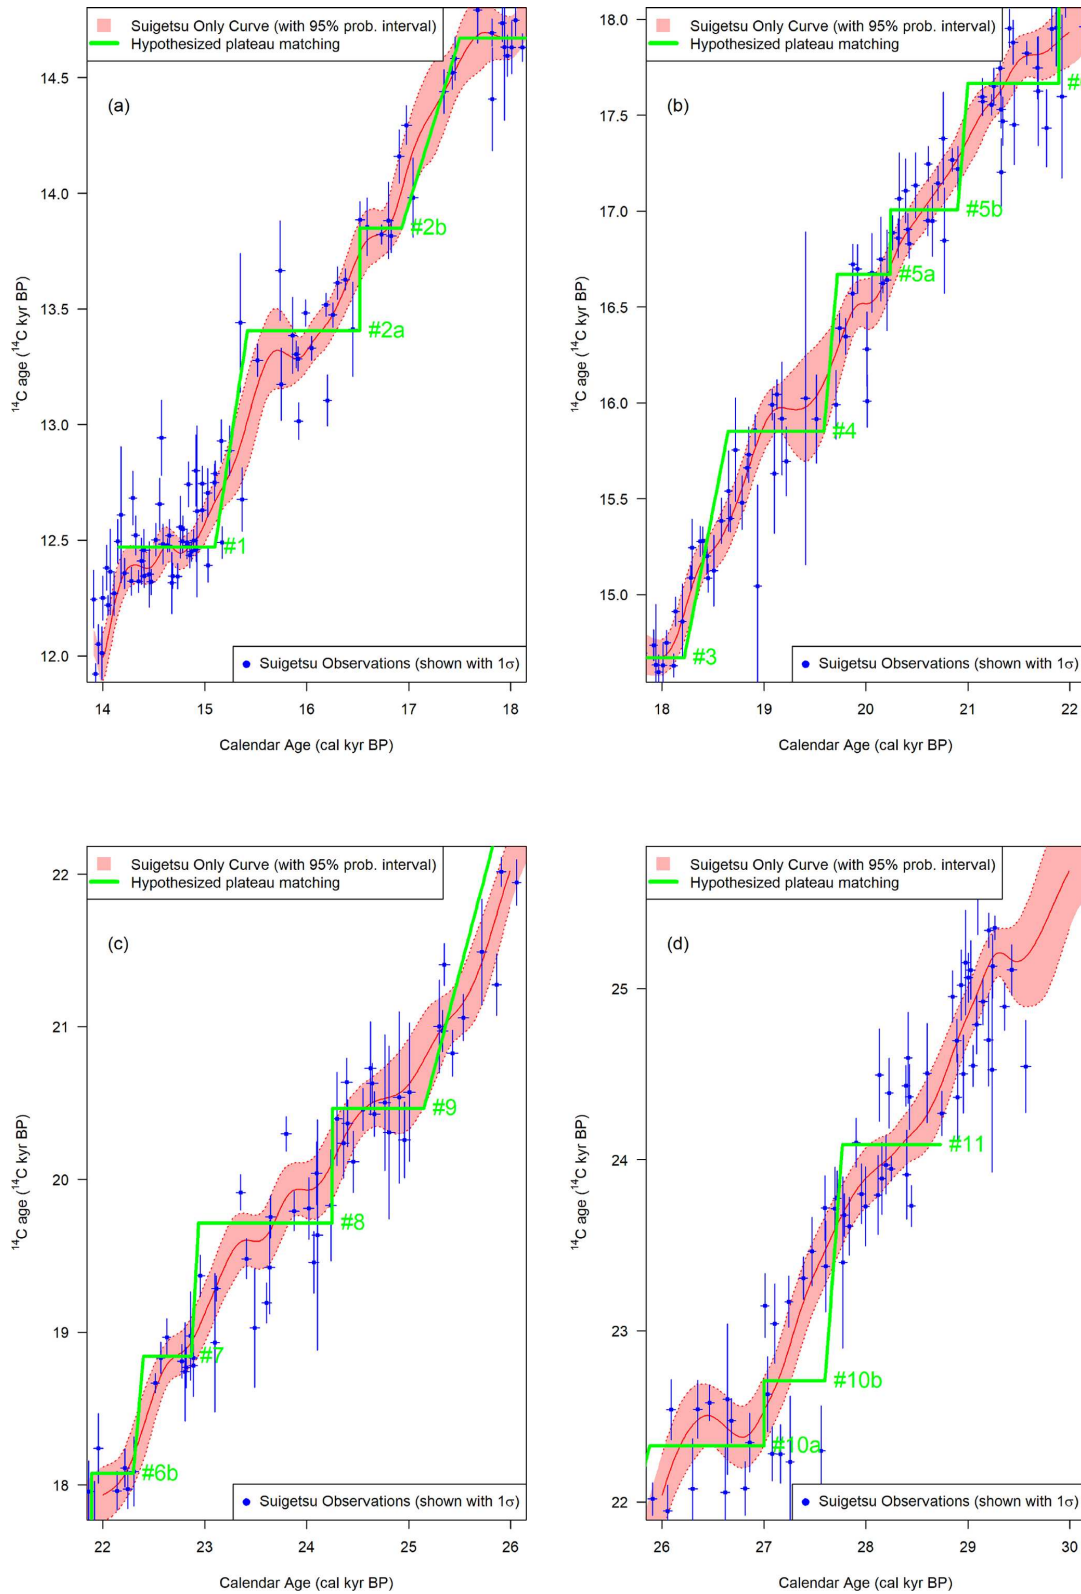 Suigetsu Only Curve (with 95% prob. interval)
Hypothesized plateau matching
(a)
14.5
14.0
13.5
13.0
12.5
12.0
¹⁴C age (¹⁴C kyr BP)
#2b
#2a
#1
Suigetsu Observations (shown with 1σ)
14 15 16 17 18
Calendar Age (cal kyr BP)
Suigetsu Only Curve (with 95% prob. interval)
Hypothesized plateau matching
(b)
18.0
17.5
17.0
16.5
16.0
15.5
15.0
¹⁴C age (¹⁴C kyr BP)
#5b
#5a
#4
#3
Suigetsu Observations (shown with 1σ)
18 19 20 21 22
Calendar Age (cal kyr BP)
Suigetsu Only Curve (with 95% prob. interval)
Hypothesized plateau matching
(c)
22
21
20
19
18
¹⁴C age (¹⁴C kyr BP)
#9
#8
#7
#6b
Suigetsu Observations (shown with 1σ)
22 23 24 25 26
Calendar Age (cal kyr BP)
Suigetsu Only Curve (with 95% prob. interval)
Hypothesized plateau matching
(d)
25
24
23
22
¹⁴C age (¹⁴C kyr BP)
#11
#10b
#10a
Suigetsu Observations (shown with 1σ)
26 27 28 29 30
Calendar Age (cal kyr BP)